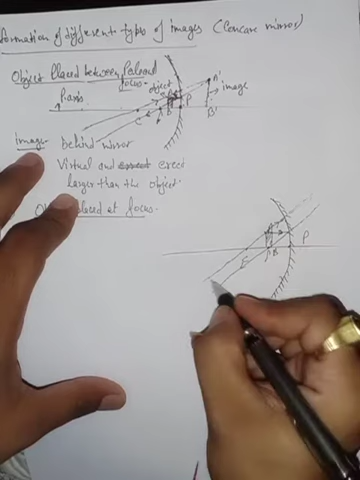 formation of different types of images (Concave mirror)
Object Placed between Pole and
focus.
object
P.axis
A'
image
C
F
B
P
B'
Image: behind mirror
Virtual and erect
larger than the object.
placed at focus.
P
F
B